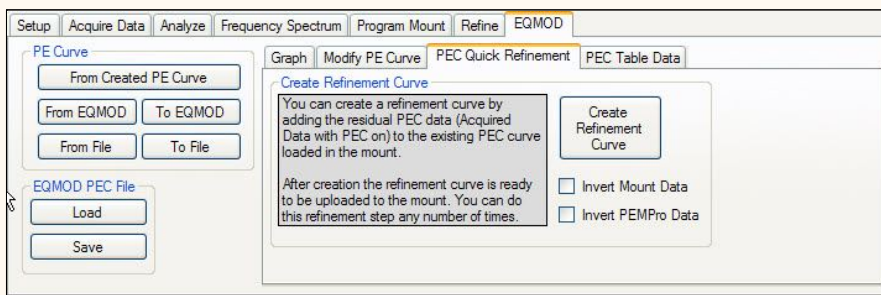 Setup Acquire Data Analyze Frequency Spectrum Program Mount Refine EQMOD
PE Curve
From Created PE Curve
From EQMOD To EQMOD
From File To File
EQMOD PEC File
Load
Save
Graph Modify PE Curve PEC Quick Refinement PEC Table Data
Create Refinement Curve
You can create a refinement curve by
adding the residual PEC data (Acquired
Data with PEC on) to the existing PEC curve
loaded in the mount.
After creation the refinement curve is ready
to be uploaded to the mount. You can do
this refinement step any number of times.
Create
Refinement
Curve
Invert Mount Data
Invert PEMPro Data